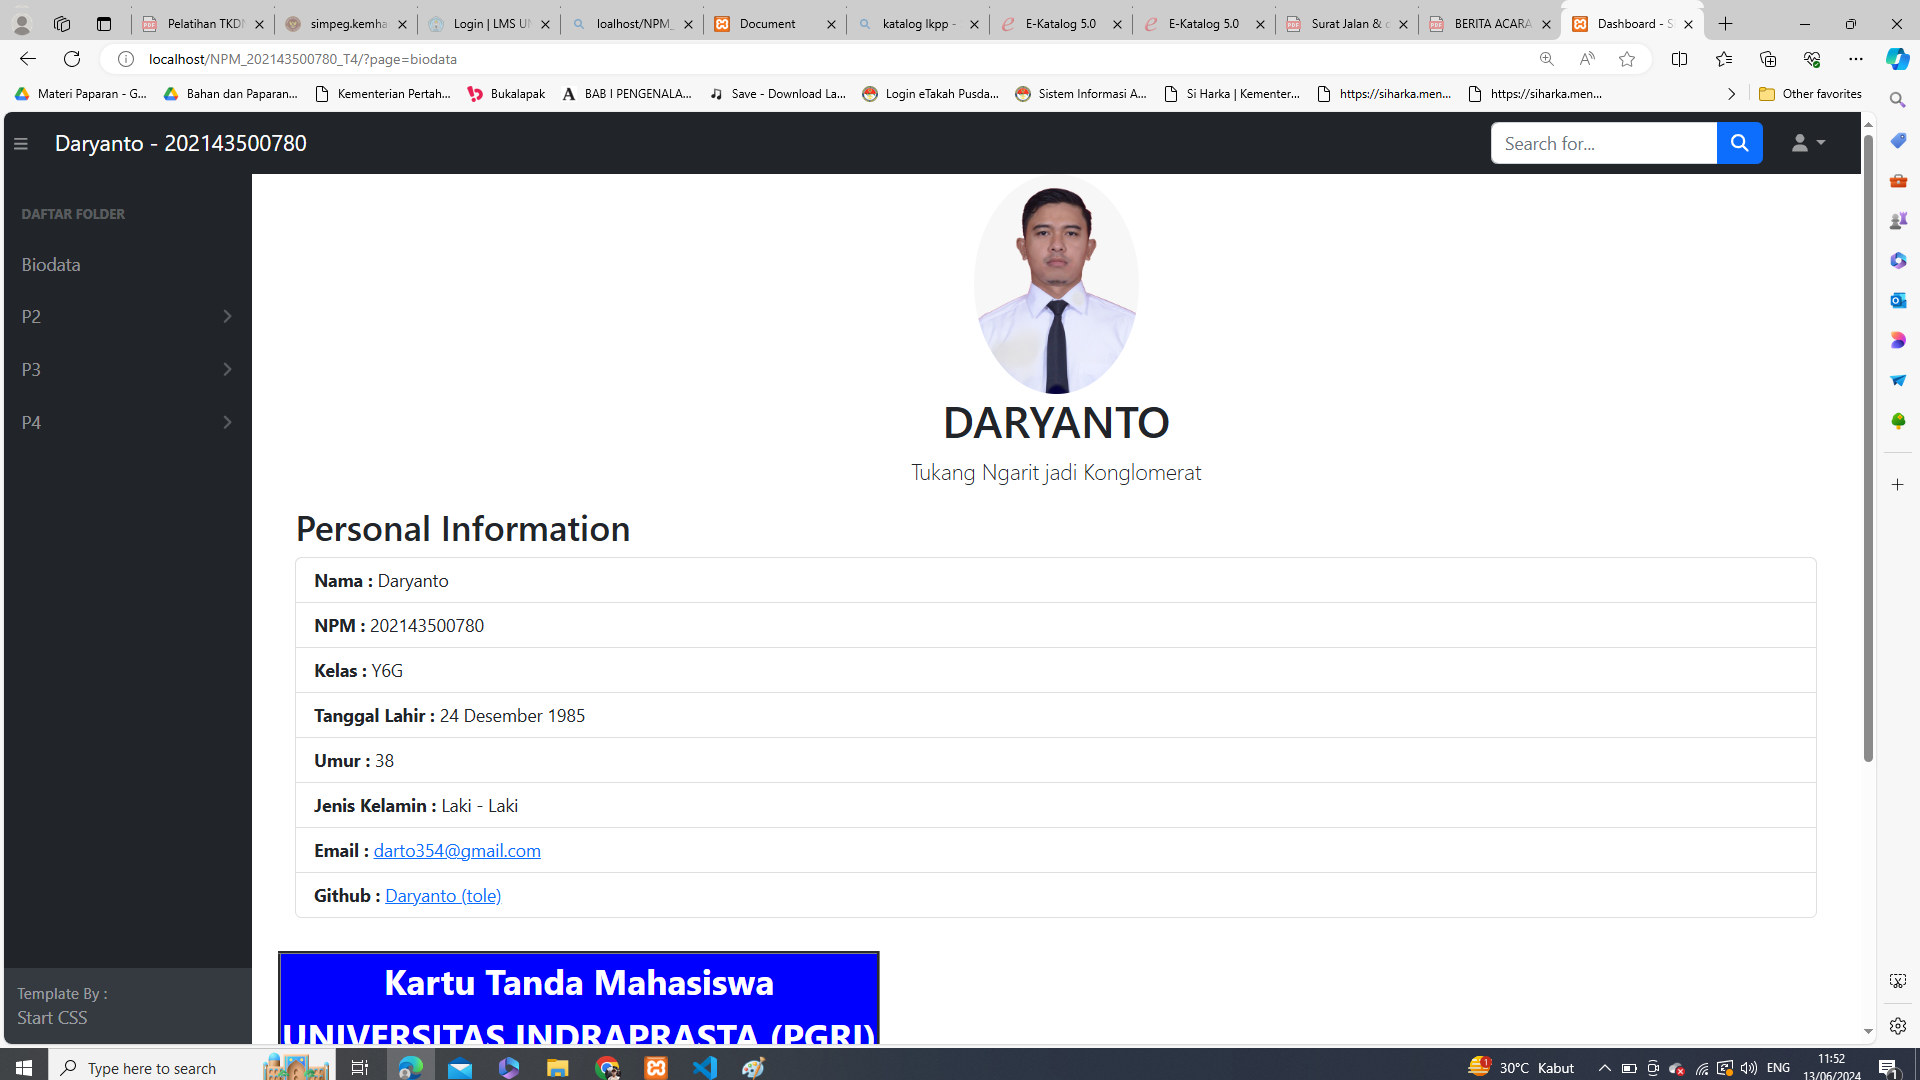 Pelatihan TKD
simpeg.kemha
Login | LMS U
loalhost/NPM_
Document
katalog lkpp -
E-Katalog 5.0
E-Katalog 5.0
Surat Jalan &
BERITA ACARA
Dashboard - S
localhost/NPM_202143500780_T4/?page=biodata
Materi Paparan - G...
Bahan dan Paparan...
Kementerian Pertah...
Bukalapak
BAB I PENGENALA...
Save - Download La...
Login eTakah Pusda...
Sistem Informasi A...
Si Harka | Kementer...
https://siharka.men...
https://siharka.men...
Other favorites
Daryanto - 202143500780
Search for...
DAFTAR FOLDER
Biodata
P2
P3
P4
Template By :
Start CSS
DARYANTO
Tukang Ngarit jadi Konglomerat
Personal Information
Nama : Daryanto
NPM : 202143500780
Kelas : Y6G
Tanggal Lahir : 24 Desember 1985
Umur : 38
Jenis Kelamin : Laki - Laki
Email : darto354@gmail.com
Github : Daryanto (tole)
Kartu Tanda Mahasiswa
UNIVERSITAS INDRAPRASTA (PGRI)
Type here to search
1
30°C Kabut
ENG
11:52
13/06/2024
1